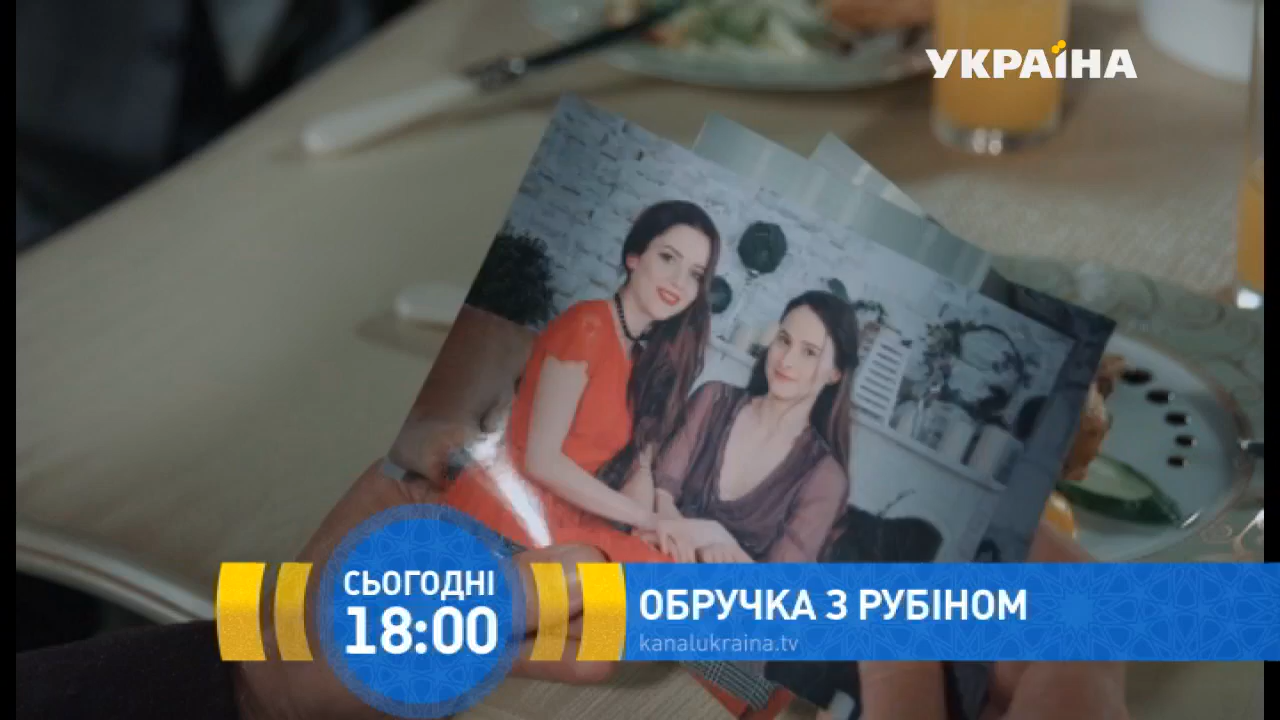 УКРАЇНА
СЬОГОДНІ
18:00
ОБРУЧКА З РУБІНОМ
kanalukraina.tv